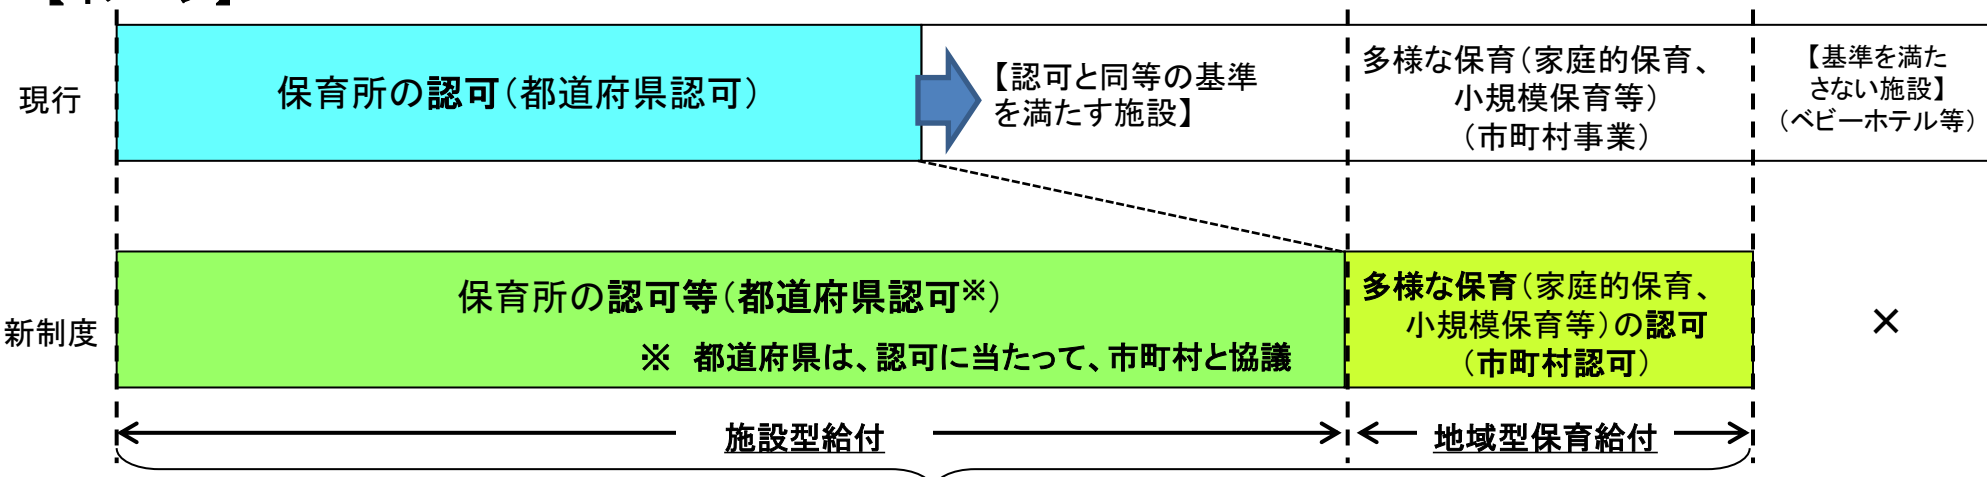 現行
保育所の認可（都道府県認可）
【認可と同等の基準
を満たす施設】
多様な保育（家庭的保育、
小規模保育等）
（市町村事業）
【基準を満た
さない施設】
（ベビーホテル等）
新制度
保育所の認可等（都道府県認可※）
※ 都道府県は、認可に当たって、市町村と協議
多様な保育（家庭的保育、
小規模保育等）の認可
（市町村認可）
×
施設型給付
地域型保育給付